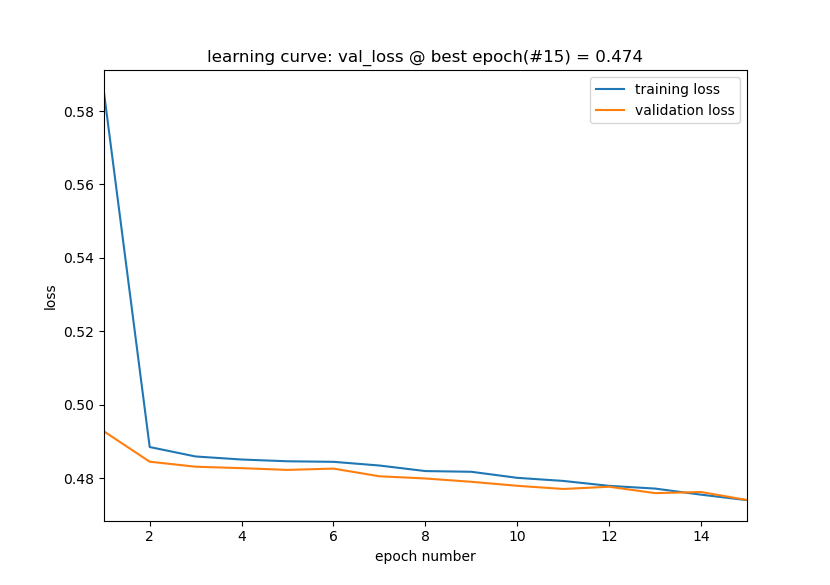 learning curve: val_loss @ best epoch(#15) = 0.474
training loss
validation loss
0.58
0.56
0.54
0.52
0.50
0.48
loss
2 4 6 8 10 12 14
epoch number